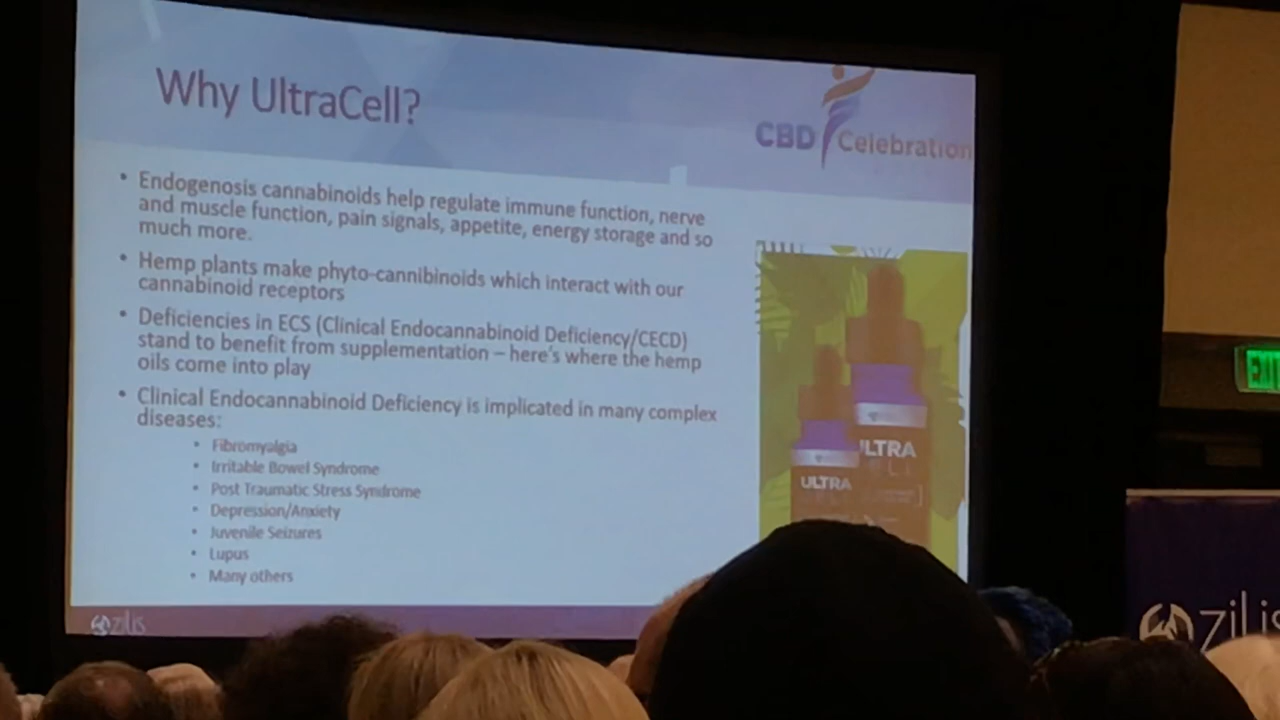 Why UltraCell?
CBD Celebration
• Endogenosis cannabinoids help regulate immune function, nerve
and muscle function, pain signals, appetite, energy storage and so
much more.
• Hemp plants make phyto-cannibinoids which interact with our
cannabinoid receptors
• Deficiencies in ECS (Clinical Endocannabinoid Deficiency/CECD)
stand to benefit from supplementation – here's where the hemp
oils come into play
• Clinical Endocannabinoid Deficiency is implicated in many complex
diseases:
• Fibromyalgia
• Irritable Bowel Syndrome
• Post Traumatic Stress Syndrome
• Depression/Anxiety
• Juvenile Seizures
• Lupus
• Many others
ULTRA
ULTRA
zilis
EXI
zilis